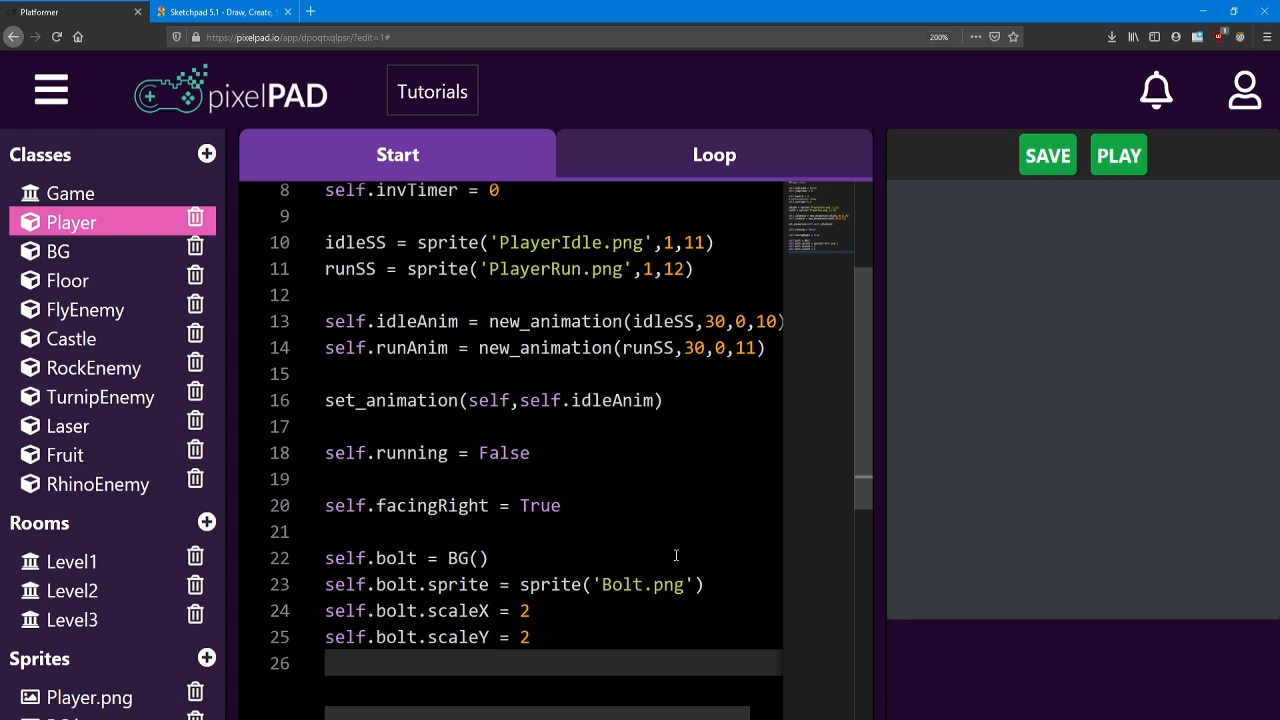 Platformer
Sketchpad 5.1 - Draw, Create, S
https://pixelpad.io/app/dpoqtxqlpsr/?edit=1#
200%
pixelPAD
Tutorials
Classes
Game
Player
BG
Floor
FlyEnemy
Castle
RockEnemy
TurnipEnemy
Laser
Fruit
RhinoEnemy
Rooms
Level1
Level2
Level3
Sprites
Player.png
Start
Loop
8 self.invTimer = 0
9
10 idleSS = sprite('PlayerIdle.png',1,11)
11 runSS = sprite('PlayerRun.png',1,12)
12
13 self.idleAnim = new_animation(idleSS,30,0,10)
14 self.runAnim = new_animation(runSS,30,0,11)
15
16 set_animation(self,self.idleAnim)
17
18 self.running = False
19
20 self.facingRight = True
21
22 self.bolt = BG()
23 self.bolt.sprite = sprite('Bolt.png')
24 self.bolt.scaleX = 2
25 self.bolt.scaleY = 2
26
SAVE
PLAY